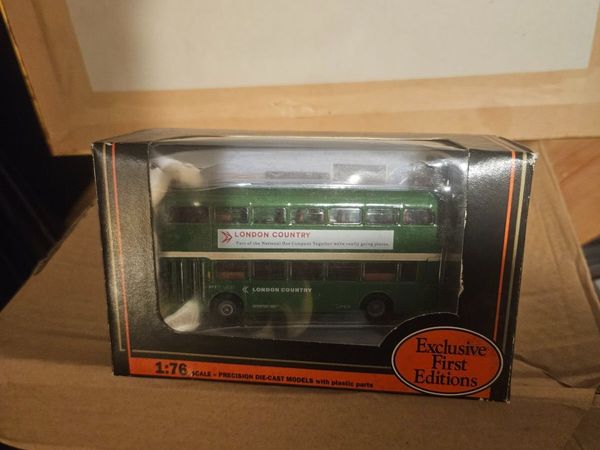 LONDON COUNTRY
Part of the National Bus Company Together we're really going places.
LONDON COUNTRY
1:76 SCALE - PRECISION DIE-CAST MODELS with plastic parts
Exclusive
First
Editions